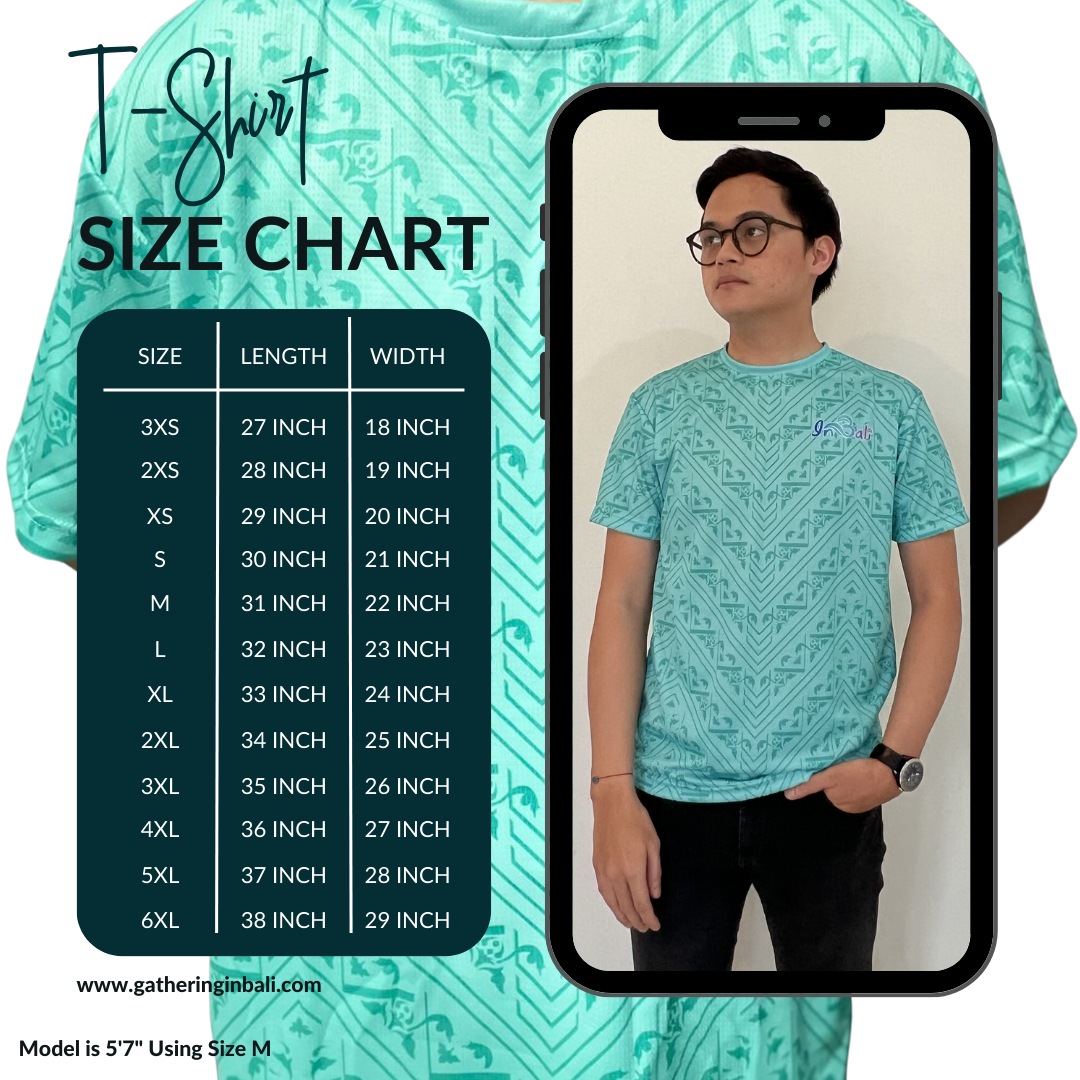 T-Shirt
SIZE CHART
SIZE LENGTH WIDTH
3XS 27 INCH 18 INCH
2XS 28 INCH 19 INCH
XS 29 INCH 20 INCH
S 30 INCH 21 INCH
M 31 INCH 22 INCH
L 32 INCH 23 INCH
XL 33 INCH 24 INCH
2XL 34 INCH 25 INCH
3XL 35 INCH 26 INCH
4XL 36 INCH 27 INCH
5XL 37 INCH 28 INCH
6XL 38 INCH 29 INCH
www.gatheringinbali.com
Model is 5'7" Using Size M
InBali